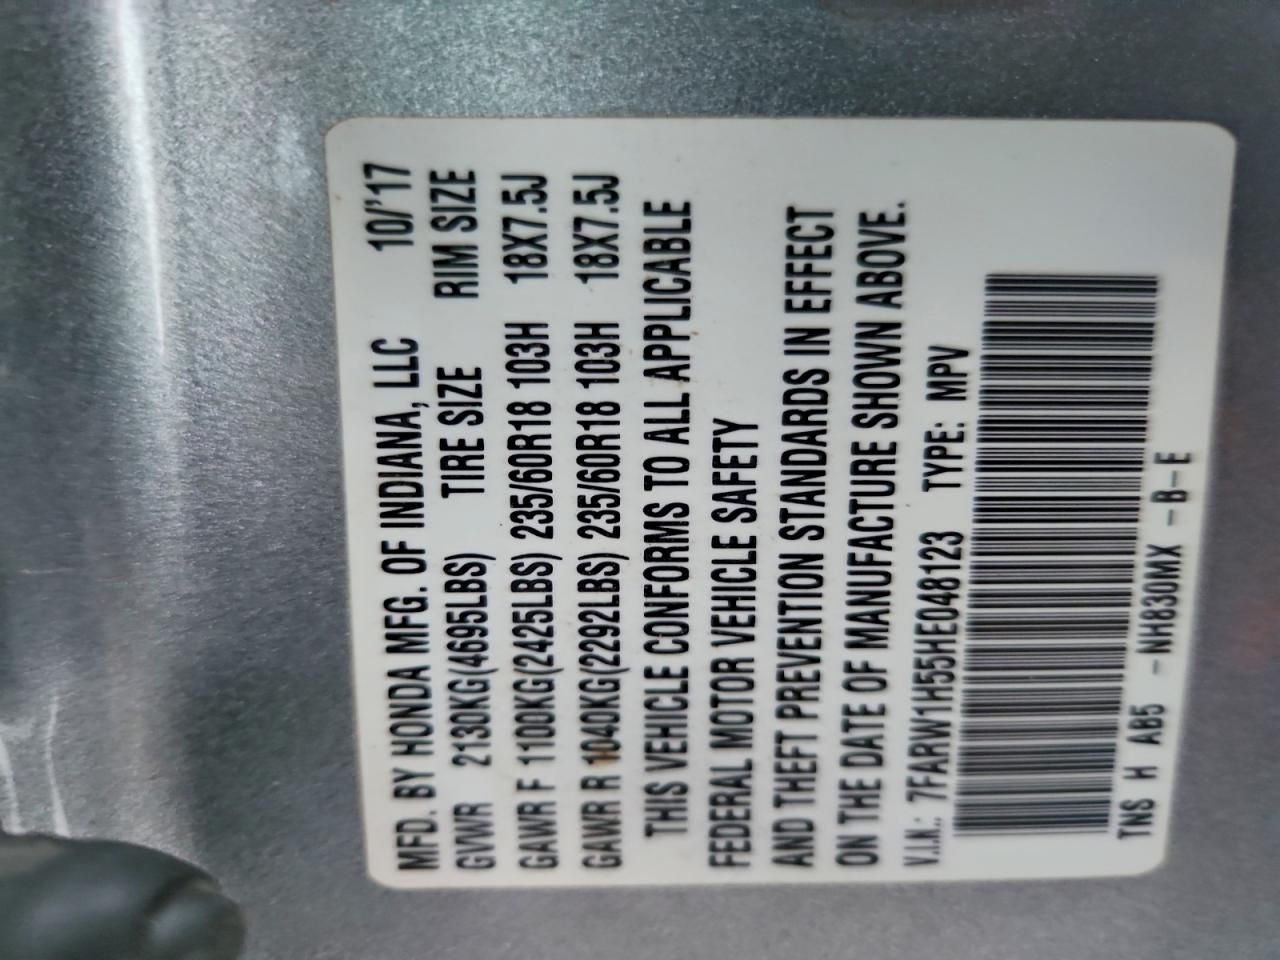 MFD. BY HONDA MFG. OF INDIANA, LLC 10/'17
GVWR 2130KG(4695LBS) TIRE SIZE RIM SIZE
GAWR F 1100KG(2425LBS) 235/60R18 103H 18X7.5J
GAWR R 1040KG(2292LBS) 235/60R18 103H 18X7.5J
THIS VEHICLE CONFORMS TO ALL APPLICABLE
FEDERAL MOTOR VEHICLE SAFETY
AND THEFT PREVENTION STANDARDS IN EFFECT
ON THE DATE OF MANUFACTURE SHOWN ABOVE.
V.I.N.: 7FARW1H55HE048123 TYPE: MPV
TNS H AB5 -NH830MX -B-E